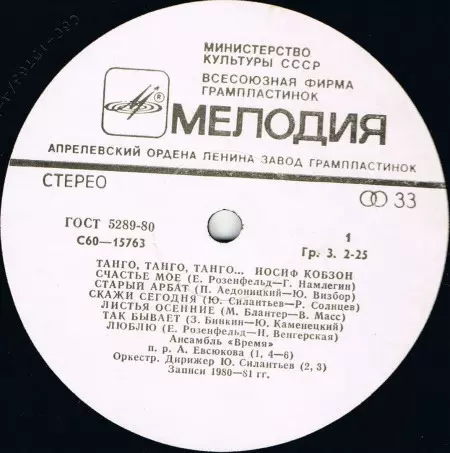 МИНИСТЕРСТВО
КУЛЬТУРЫ СССР
ВСЕСОЮЗНАЯ ФИРМА
ГРАМПЛАСТИНОК
®
МЕЛОДИЯ
АПРЕЛЕВСКИЙ ОРДЕНА ЛЕНИНА ЗАВОД ГРАМПЛАСТИНОК
СТЕРЕО
33
ГОСТ 5289-80
С60—15763
1
Гр. 3. 2-25
ТАНГО, ТАНГО, ТАНГО... ИОСИФ КОБЗОН
СЧАСТЬЕ МОЕ (Е. Розенфельд—Г. Намлегин)
СТАРЫЙ АРБАТ (П. Аедоницкий—Ю. Визбор)
СКАЖИ СЕГОДНЯ (Ю. Силантьев—Р. Солнцев)
ЛИСТЬЯ ОСЕННИЕ (М. Блантер—В. Масс)
ТАК БЫВАЕТ (З. Бинкин—Ю. Каменецкий)
ЛЮБЛЮ (Е. Розенфельд—Н. Венгерская)
Ансамбль «Время»
п. р. А. Евсюкова (1, 4—6)
Оркестр. Дирижер Ю. Силантьев (2, 3)
Записи 1980—81 гг.